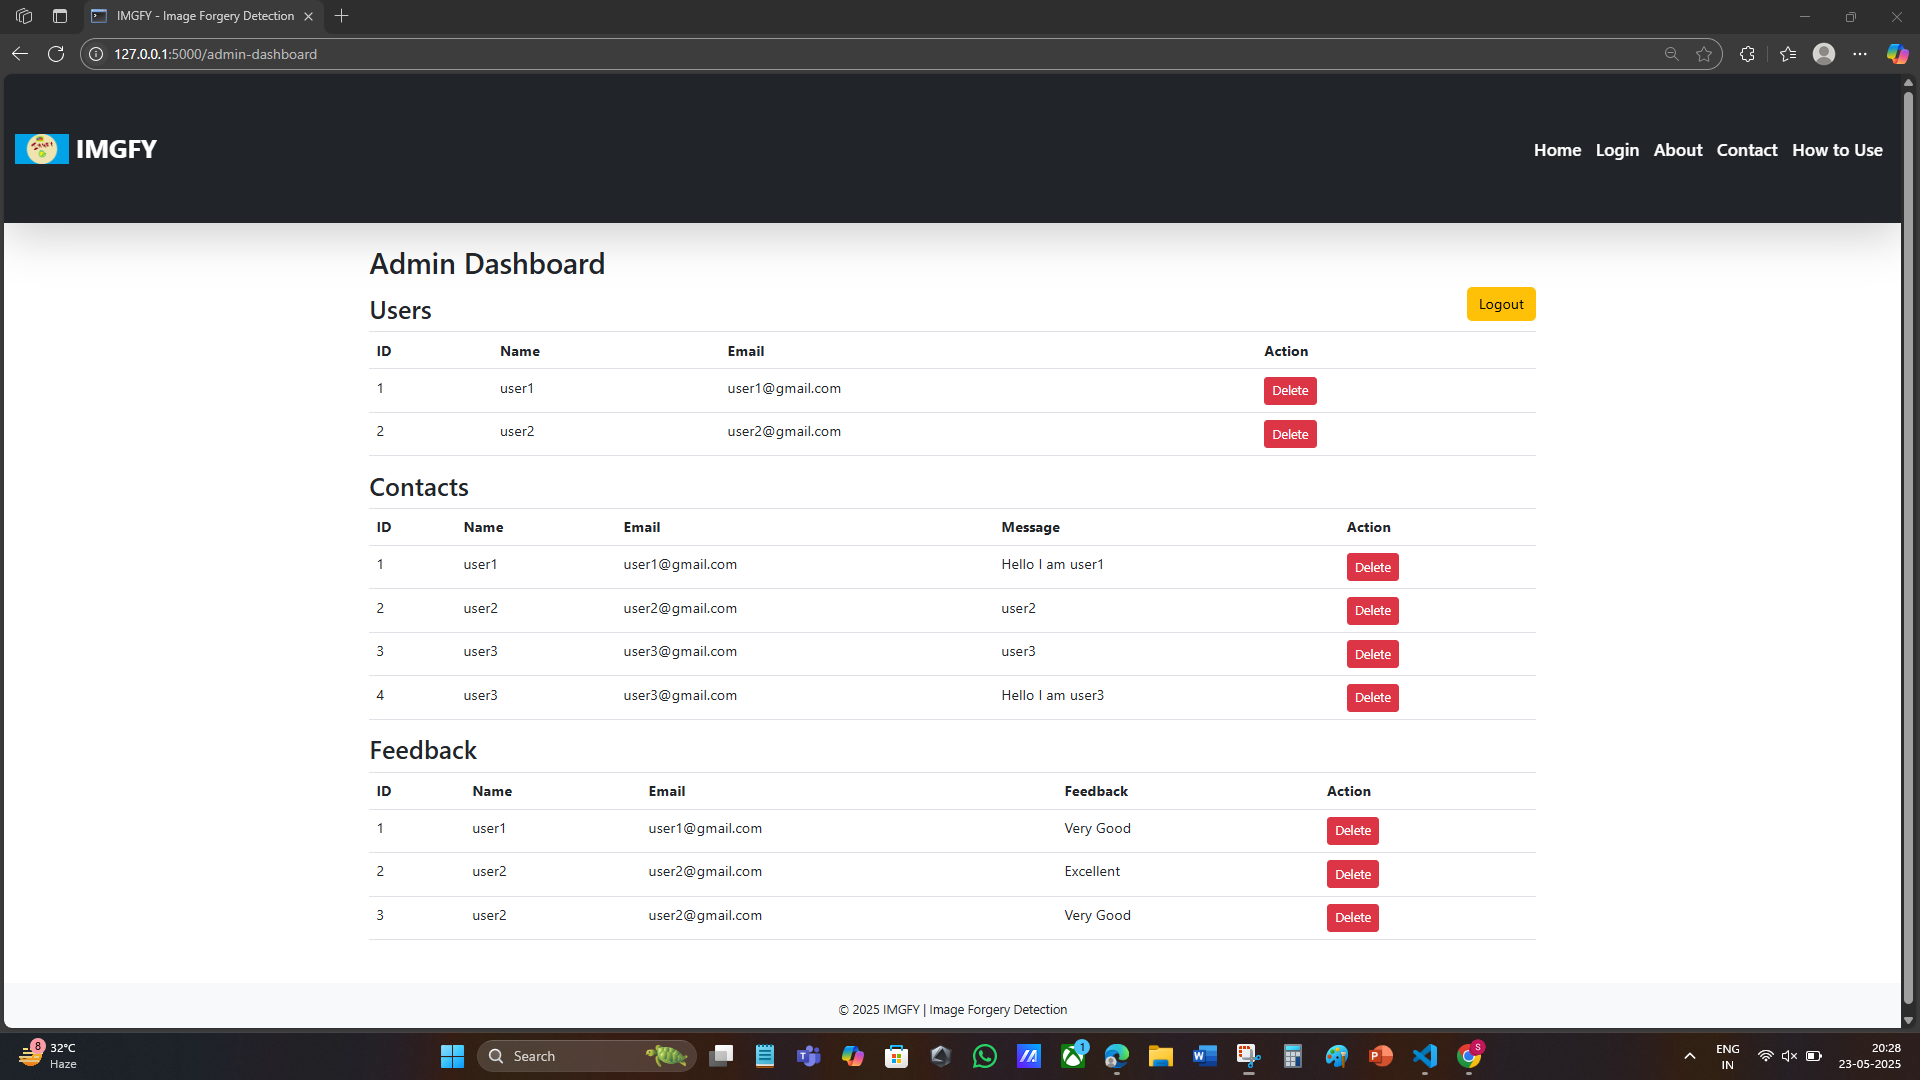 IMGFY - Image Forgery Detection
127.0.0.1:5000/admin-dashboard
IMGFY
Home Login About Contact How to Use
Admin Dashboard
Users
Logout
ID Name Email Action
1 user1 user1@gmail.com Delete
2 user2 user2@gmail.com Delete
Contacts
ID Name Email Message Action
1 user1 user1@gmail.com Hello I am user1 Delete
2 user2 user2@gmail.com user2 Delete
3 user3 user3@gmail.com user3 Delete
4 user3 user3@gmail.com Hello I am user3 Delete
Feedback
ID Name Email Feedback Action
1 user1 user1@gmail.com Very Good Delete
2 user2 user2@gmail.com Excellent Delete
3 user2 user2@gmail.com Very Good Delete
© 2025 IMGFY | Image Forgery Detection
8 32°C
Haze
Search
1
S
ENG
IN
20:28
23-05-2025